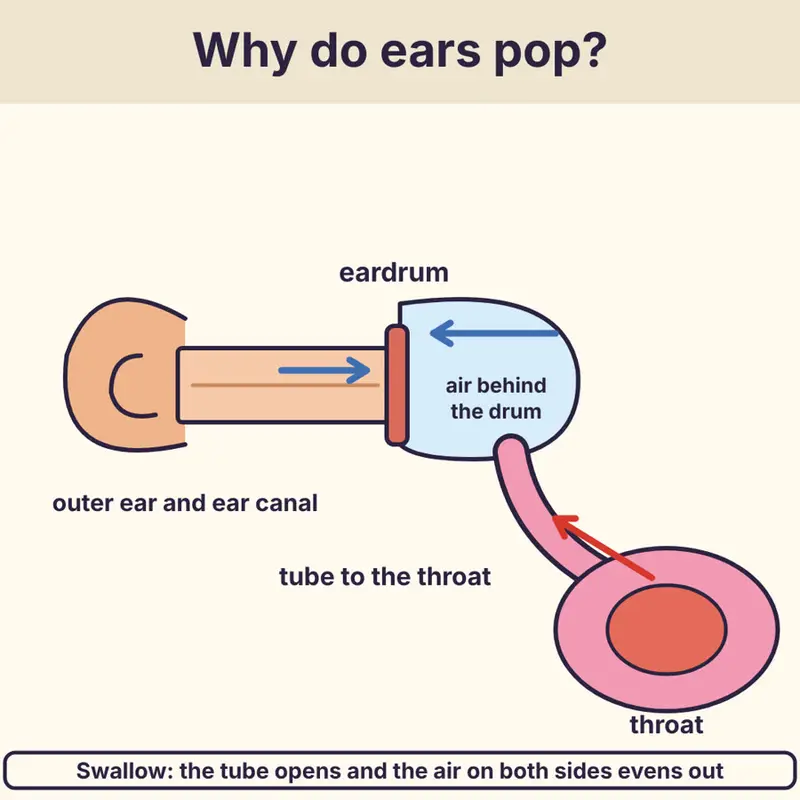 Why do ears pop?
eardrum
air behind
the drum
outer ear and ear canal
tube to the throat
throat
Swallow: the tube opens and the air on both sides evens out